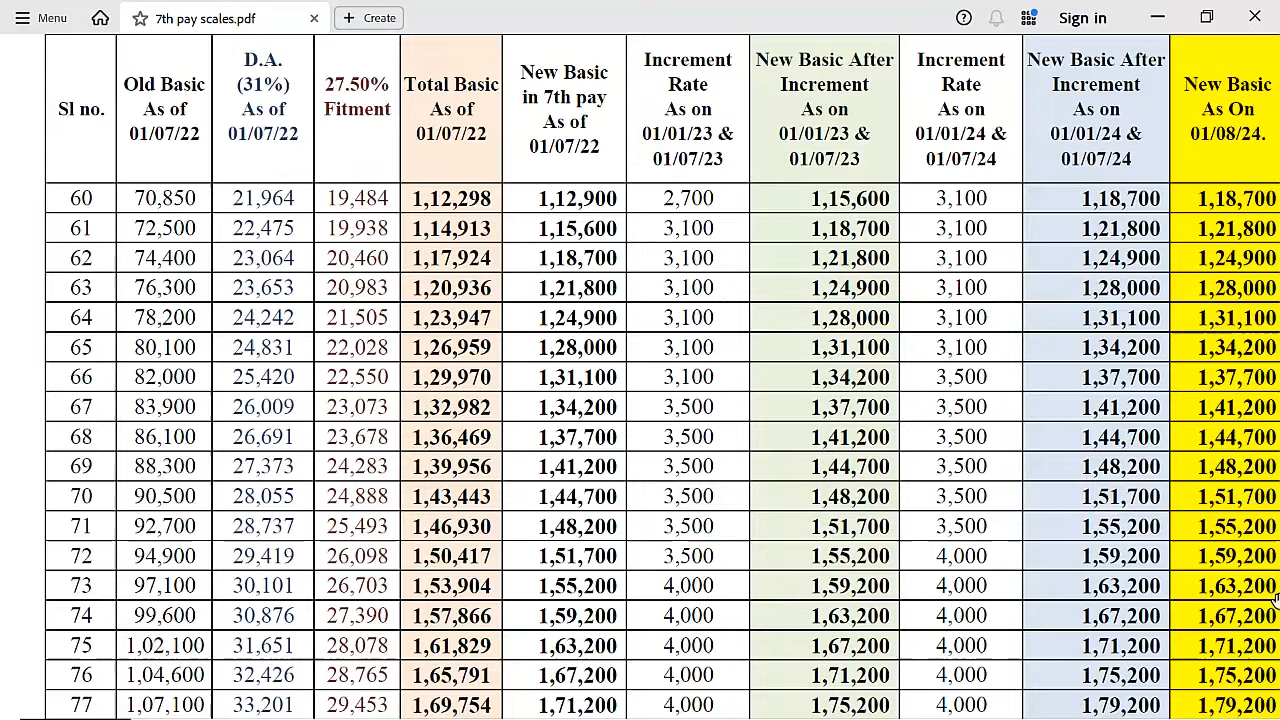 Menu
7th pay scales.pdf
Create
Sign in
Sl no. Old Basic As of 01/07/22 D.A. (31%) As of 01/07/22 27.50% Fitment Total Basic As of 01/07/22 New Basic in 7th pay As of 01/07/22 Increment Rate As on 01/01/23 & 01/07/23 New Basic After Increment As on 01/01/23 & 01/07/23 Increment Rate As on 01/01/24 & 01/07/24 New Basic After Increment As on 01/01/24 & 01/07/24 New Basic As On 01/08/24.
60 70,850 21,964 19,484 1,12,298 1,12,900 2,700 1,15,600 3,100 1,18,700 1,18,700
61 72,500 22,475 19,938 1,14,913 1,15,600 3,100 1,18,700 3,100 1,21,800 1,21,800
62 74,400 23,064 20,460 1,17,924 1,18,700 3,100 1,21,800 3,100 1,24,900 1,24,900
63 76,300 23,653 20,983 1,20,936 1,21,800 3,100 1,24,900 3,100 1,28,000 1,28,000
64 78,200 24,242 21,505 1,23,947 1,24,900 3,100 1,28,000 3,100 1,31,100 1,31,100
65 80,100 24,831 22,028 1,26,959 1,28,000 3,100 1,31,100 3,100 1,34,200 1,34,200
66 82,000 25,420 22,550 1,29,970 1,31,100 3,100 1,34,200 3,500 1,37,700 1,37,700
67 83,900 26,009 23,073 1,32,982 1,34,200 3,500 1,37,700 3,500 1,41,200 1,41,200
68 86,100 26,691 23,678 1,36,469 1,37,700 3,500 1,41,200 3,500 1,44,700 1,44,700
69 88,300 27,373 24,283 1,39,956 1,41,200 3,500 1,44,700 3,500 1,48,200 1,48,200
70 90,500 28,055 24,888 1,43,443 1,44,700 3,500 1,48,200 3,500 1,51,700 1,51,700
71 92,700 28,737 25,493 1,46,930 1,48,200 3,500 1,51,700 3,500 1,55,200 1,55,200
72 94,900 29,419 26,098 1,50,417 1,51,700 3,500 1,55,200 4,000 1,59,200 1,59,200
73 97,100 30,101 26,703 1,53,904 1,55,200 4,000 1,59,200 4,000 1,63,200 1,63,200
74 99,600 30,876 27,390 1,57,866 1,59,200 4,000 1,63,200 4,000 1,67,200 1,67,200
75 1,02,100 31,651 28,078 1,61,829 1,63,200 4,000 1,67,200 4,000 1,71,200 1,71,200
76 1,04,600 32,426 28,765 1,65,791 1,67,200 4,000 1,71,200 4,000 1,75,200 1,75,200
77 1,07,100 33,201 29,453 1,69,754 1,71,200 4,000 1,75,200 4,000 1,79,200 1,79,200